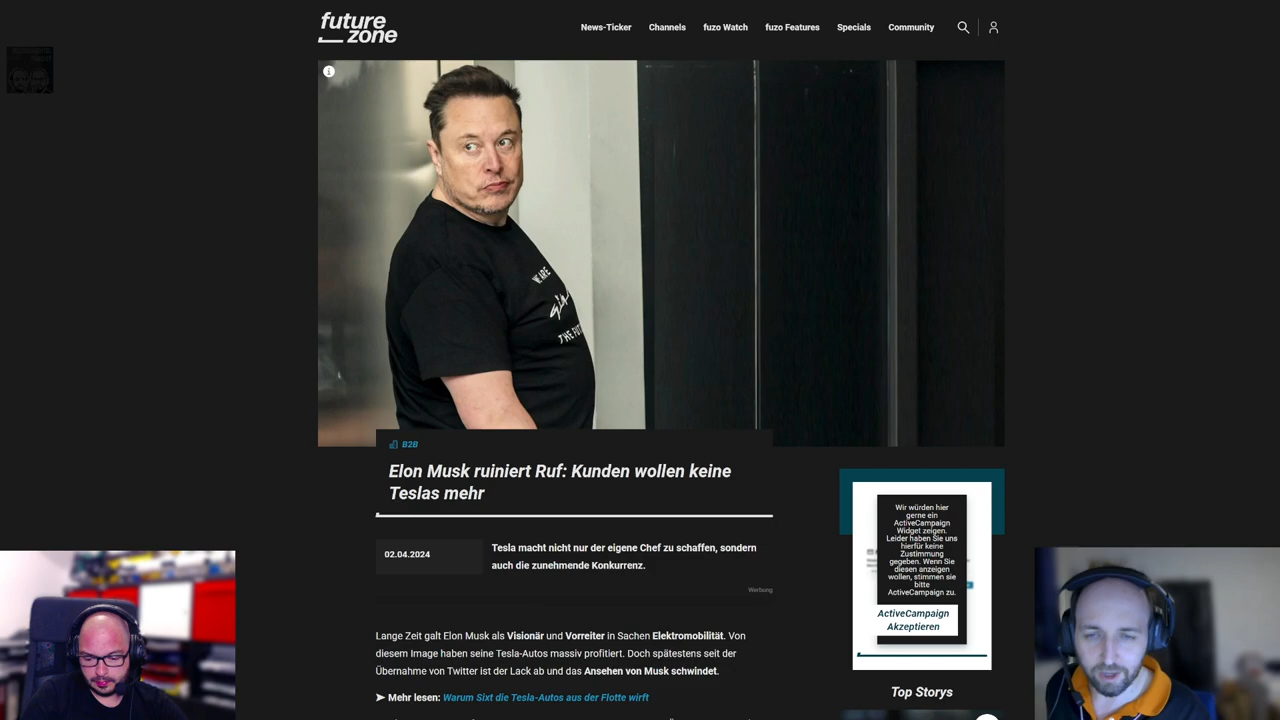 future
zone
News-Ticker
Channels
fuzo Watch
fuzo Features
Specials
Community
WE ARE
THE FUT
B2B
Elon Musk ruiniert Ruf: Kunden wollen keine
Teslas mehr
02.04.2024
Tesla macht nicht nur der eigene Chef zu schaffen, sondern
auch die zunehmende Konkurrenz.
Werbung
Lange Zeit galt Elon Musk als Visionär und Vorreiter in Sachen Elektromobilität. Von
diesem Image haben seine Tesla-Autos massiv profitiert. Doch spätestens seit der
Übernahme von Twitter ist der Lack ab und das Ansehen von Musk schwindet.
➤ Mehr lesen: Warum Sixt die Tesla-Autos aus der Flotte wirft
Wir würden hier
gerne ein
ActiveCampaign
Widget zeigen.
Leider haben Sie uns
hierfür keine
Zustimmung
gegeben. Wenn Sie
diesen anzeigen
wollen, stimmen sie
bitte
ActiveCampaign zu.
ActiveCampaign
Akzeptieren
Top Storys